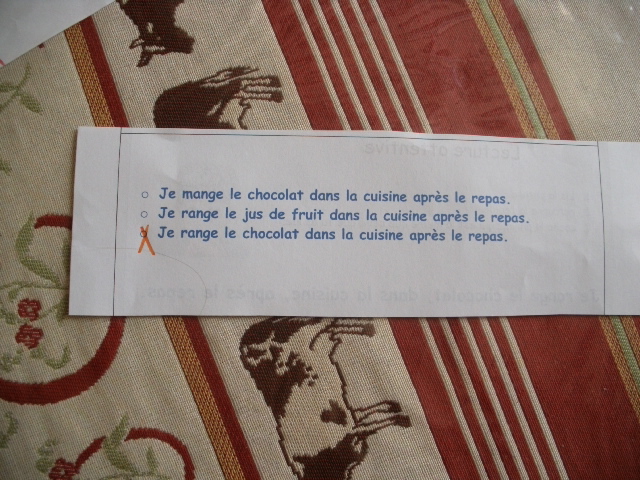 ○ Je mange le chocolat dans la cuisine après le repas.
○ Je range le jus de fruit dans la cuisine après le repas.
Je range le chocolat dans la cuisine après le repas.